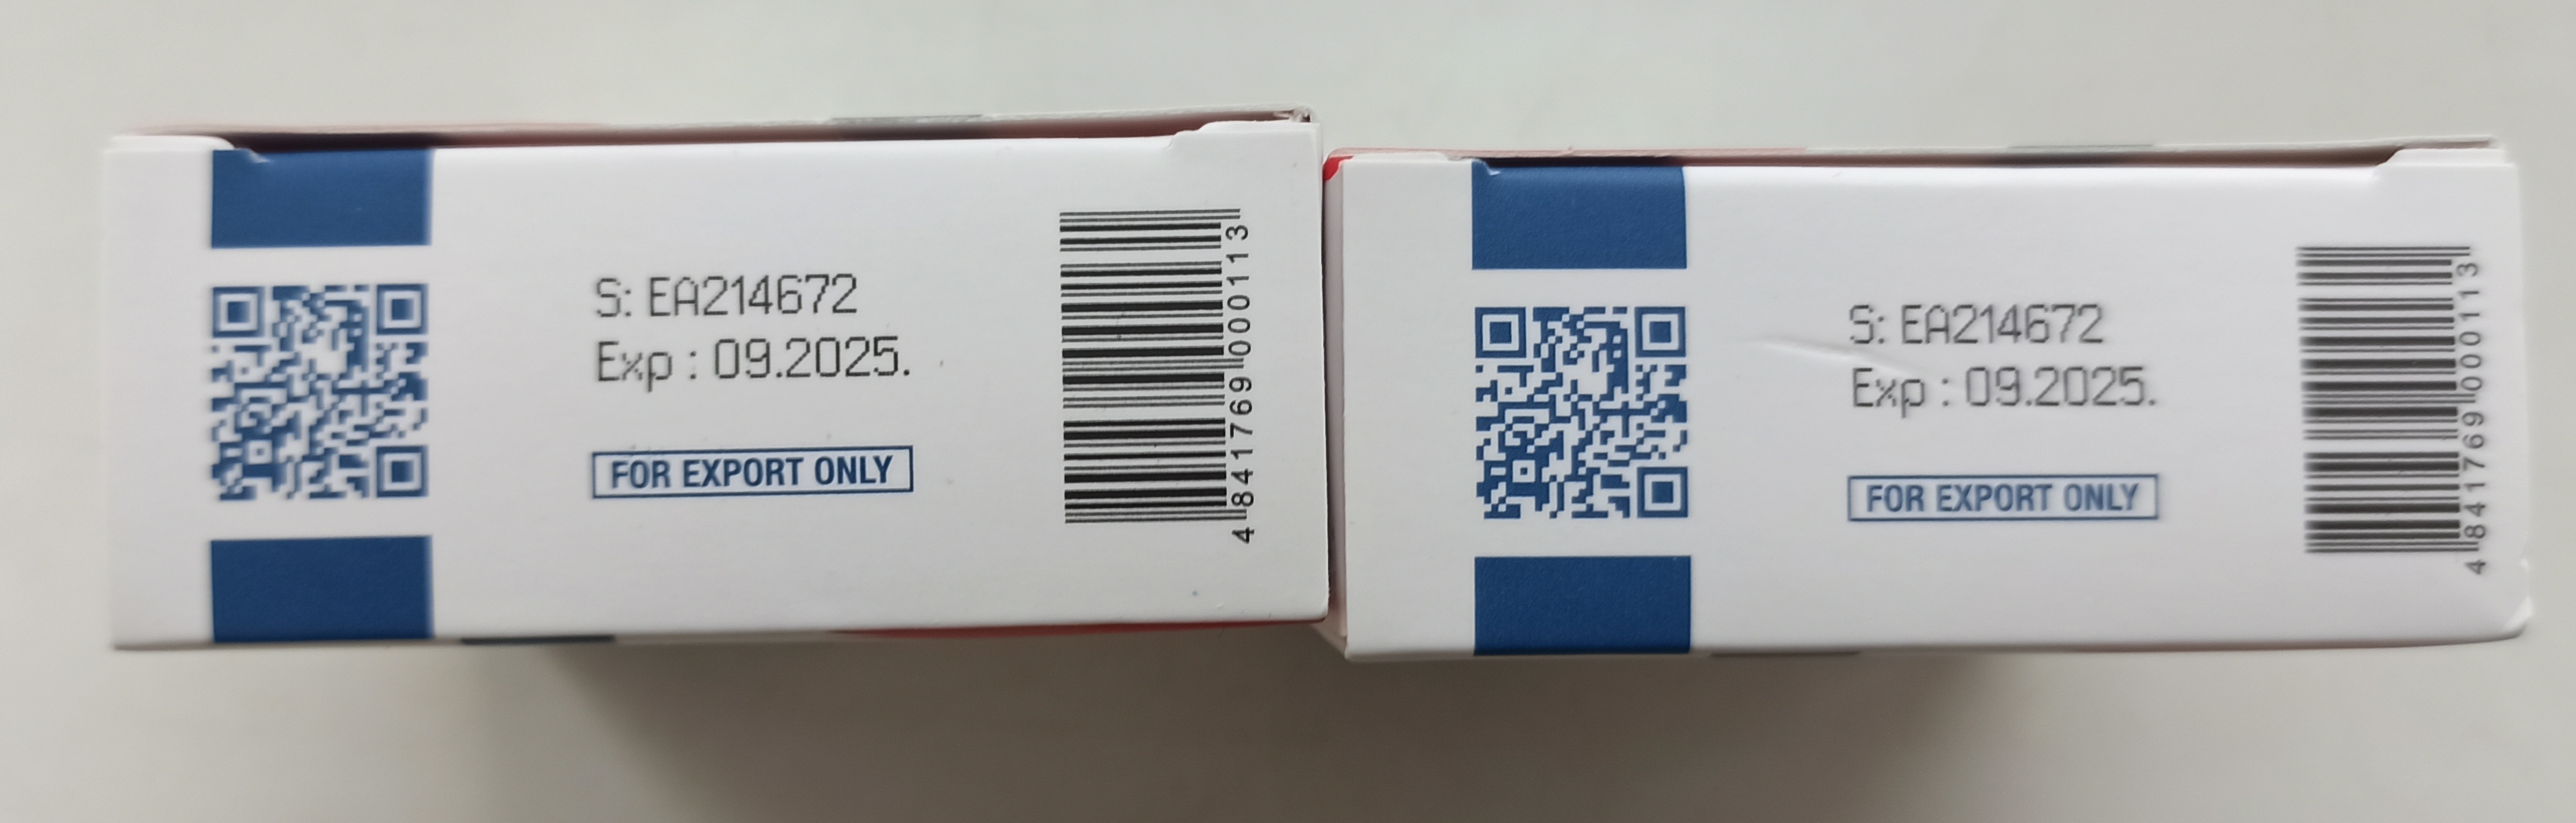 S: EA214672
Exp : 09.2025.
FOR EXPORT ONLY
4 841769 000113
S: EA214672
Exp : 09.2025.
FOR EXPORT ONLY
4 841769 000113